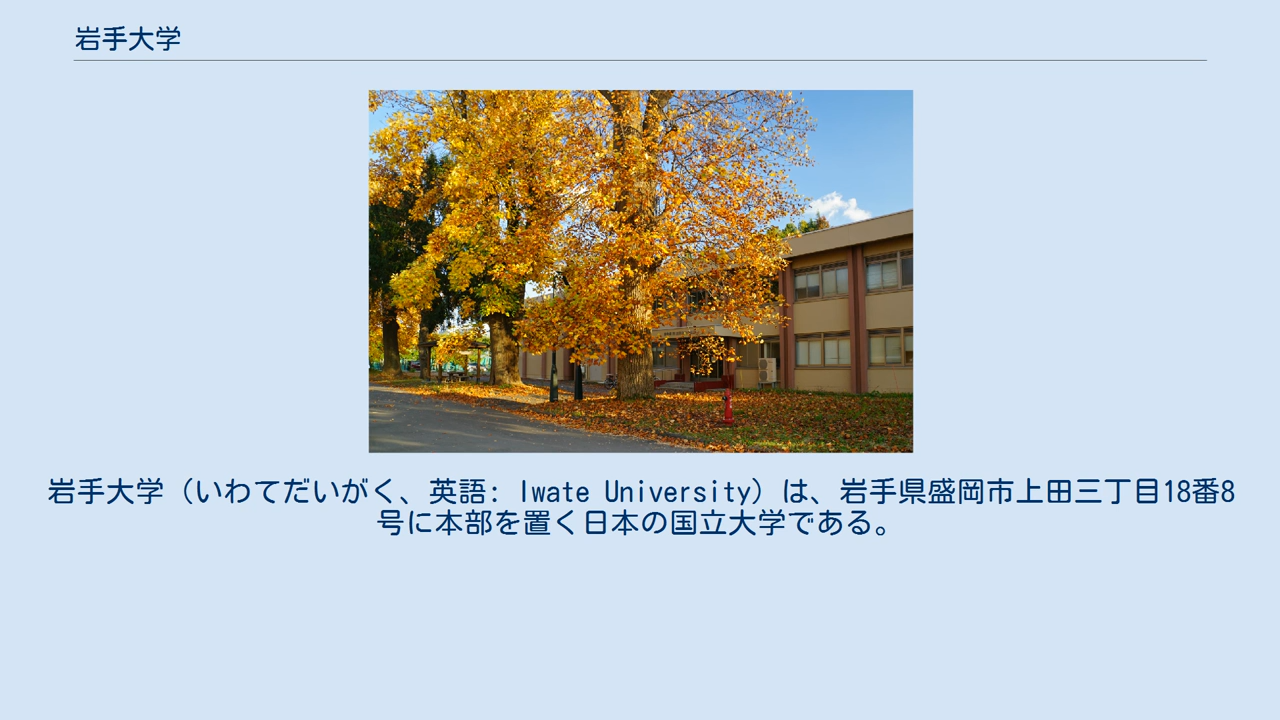 岩手大学
岩手大学（いわてだいがく、英語: Iwate University）は、岩手県盛岡市上田三丁目18番8
号に本部を置く日本の国立大学である。